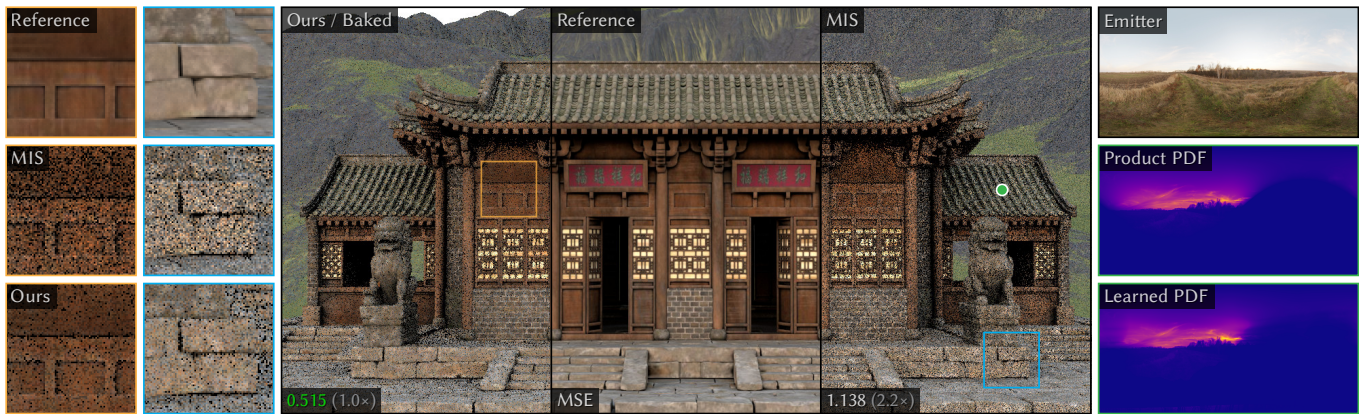 Reference
MIS
Ours
Ours / Baked
Reference
MIS
0.515 (1.0×)
MSE
1.138 (2.2×)
Emitter
Product PDF
Learned PDF